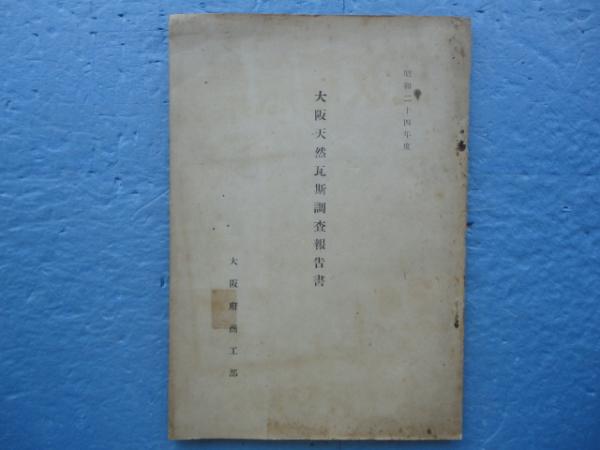 昭和二十四年度
大阪天然瓦斯調査報告書
大阪府商工部